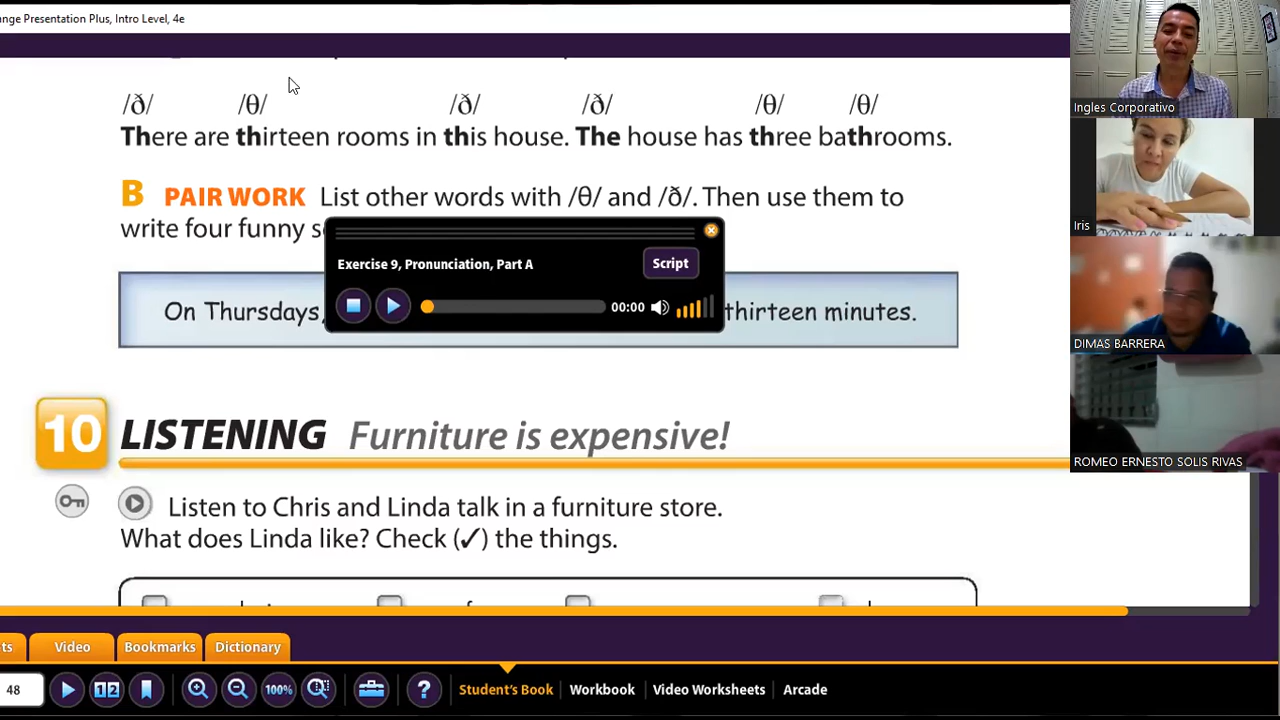 ange Presentation Plus, Intro Level, 4e
/ð/ /θ/ /ð/ /ð/ /θ/ /θ/
There are thirteen rooms in this house. The house has three bathrooms.
B PAIR WORK List other words with /θ/ and /ð/. Then use them to
write four funny s
Exercise 9, Pronunciation, Part A
Script
00:00
On Thursdays, thirteen minutes.
10 LISTENING Furniture is expensive!
Listen to Chris and Linda talk in a furniture store.
What does Linda like? Check (✓) the things.
ts Video Bookmarks Dictionary
48 1 2 100% ? Student's Book Workbook Video Worksheets Arcade
Ingles Corporativo
Iris
DIMAS BARRERA
ROMEO ERNESTO SOLIS RIVAS